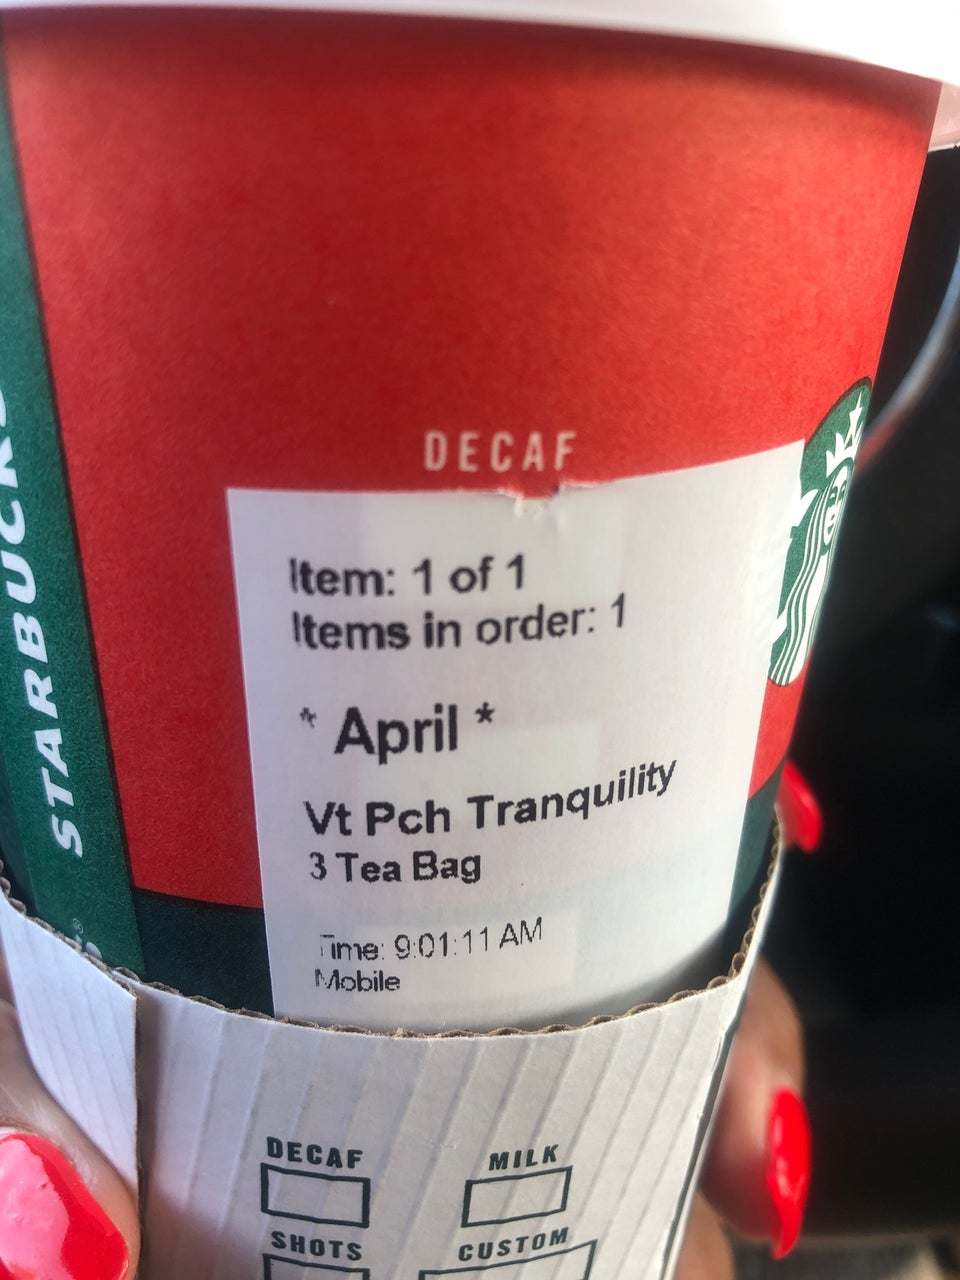 STARBUCKS
DECAF
Item: 1 of 1
Items in order: 1
* April *
Vt Pch Tranquility
3 Tea Bag
Time: 9:01:11 AM
Mobile
DECAF
MILK
SHOTS
CUSTOM